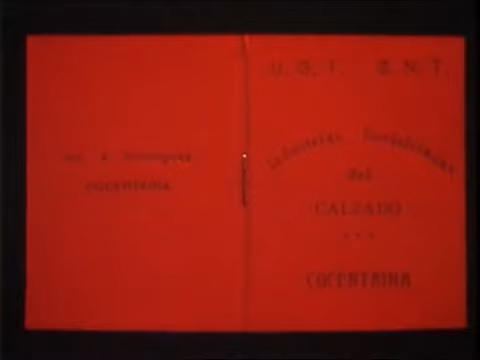 COCENTAINA
U. G. T. C. N. T.
Industrias Socializadas
del
CALZADO
COCENTAINA